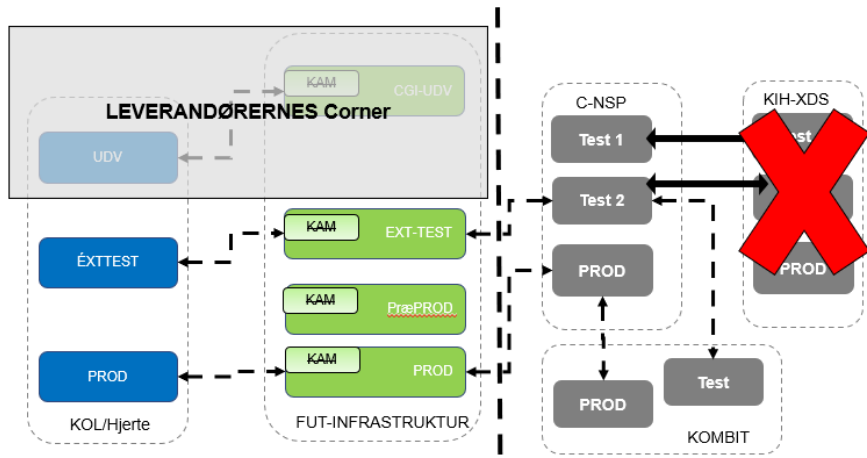 KAM
CGI-UDV
LEVERANDØRERNES Corner
UDV
KAM
EXT-TEST
ÉXTTEST
KAM
PræPROD
KAM
PROD
PROD
KOL/Hjerte
FUT-INFRASTRUKTUR
C-NSP
KIH-XDS
Test 1
Test 2
PROD
PROD
PROD
Test
KOMBIT